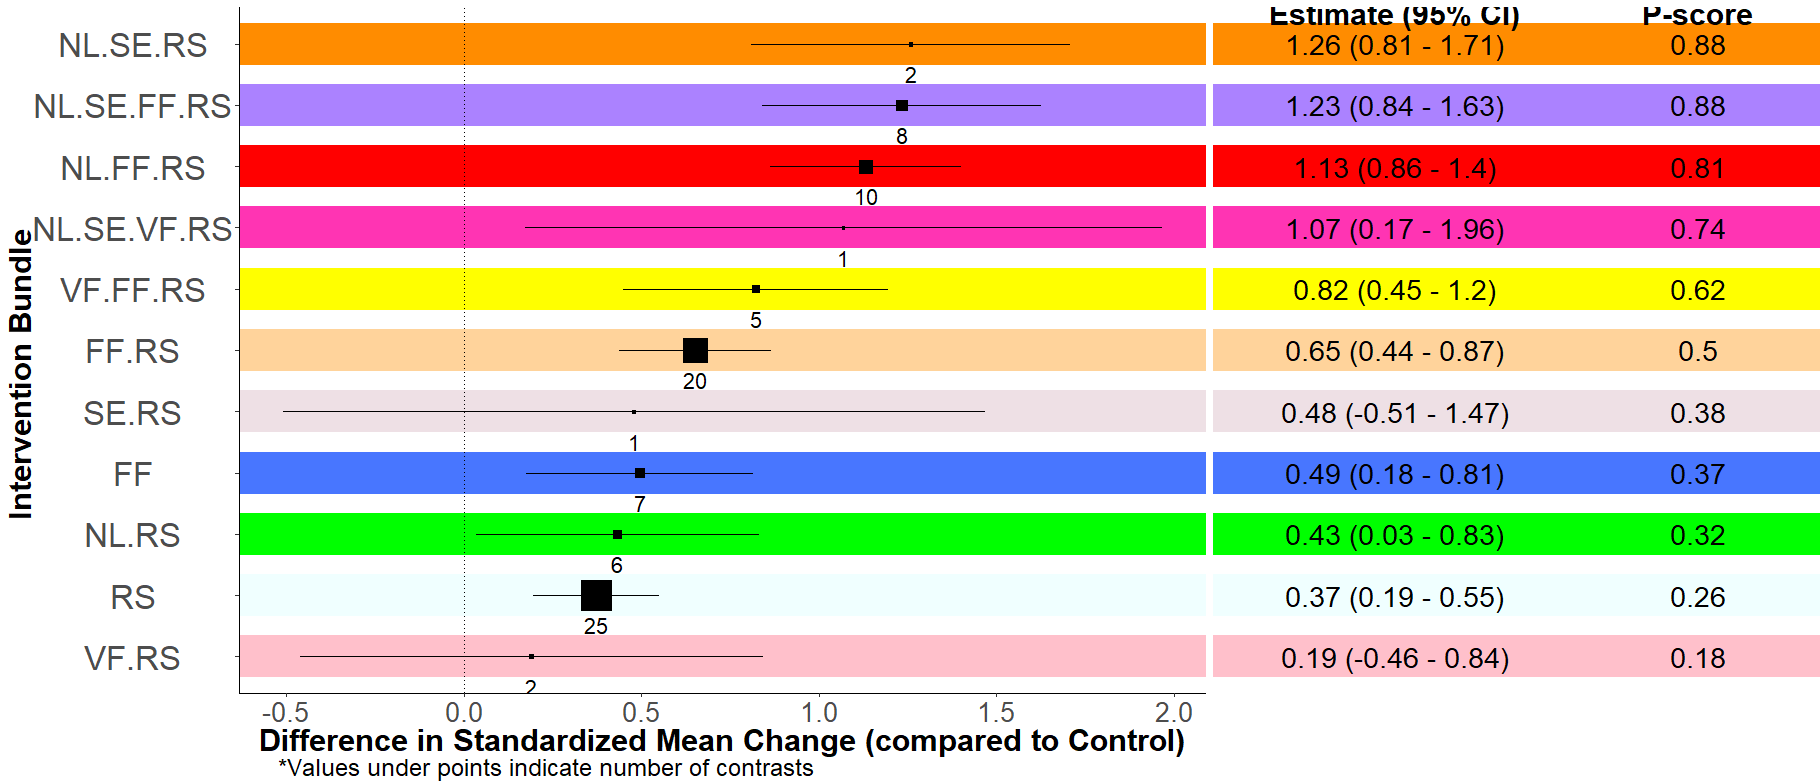 Estimate (95% CI) P-score
NL.SE.RS 1.26 (0.81 - 1.71) 0.88
2
NL.SE.FF.RS 1.23 (0.84 - 1.63) 0.88
8
NL.FF.RS 1.13 (0.86 - 1.4) 0.81
10
NL.SE.VF.RS 1.07 (0.17 - 1.96) 0.74
1
VF.FF.RS 0.82 (0.45 - 1.2) 0.62
5
FF.RS 0.65 (0.44 - 0.87) 0.5
20
SE.RS 0.48 (-0.51 - 1.47) 0.38
1
FF 0.49 (0.18 - 0.81) 0.37
7
NL.RS 0.43 (0.03 - 0.83) 0.32
6
RS 0.37 (0.19 - 0.55) 0.26
25
VF.RS 0.19 (-0.46 - 0.84) 0.18
2
Intervention Bundle
-0.5 0.0 0.5 1.0 1.5 2.0
Difference in Standardized Mean Change (compared to Control)
*Values under points indicate number of contrasts